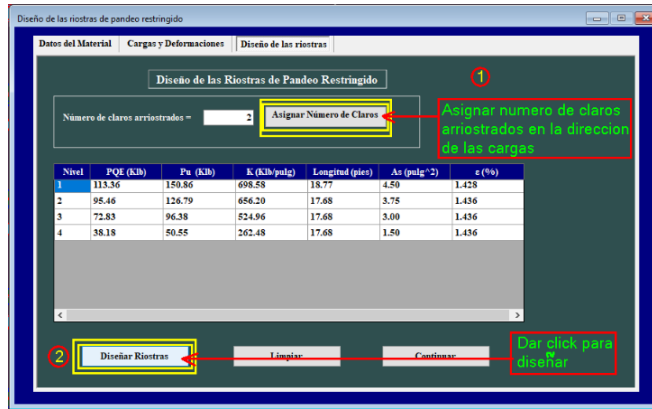 Diseño de las riostras de pandeo restringido
Datos del Material Cargas y Deformaciones Diseño de las riostras
Diseño de las Riostras de Pandeo Restringido
Número de claros arriostrados = 2 Asignar Número de Claros
1
Asignar numero de claros
arriostrados en la direccion
de las cargas
Nivel PQE (Klb) Pu (Klb) K (Klb/pulg) Longitud (pies) As (pulg^2) ε (%)
1 113.36 150.86 698.58 18.77 4.50 1.428
2 95.46 126.79 656.20 17.68 3.75 1.436
3 72.83 96.38 524.96 17.68 3.00 1.436
4 38.18 50.55 262.48 17.68 1.50 1.436
2 Diseñar Riostras Limpiar Continuar
Dar click para
diseñar